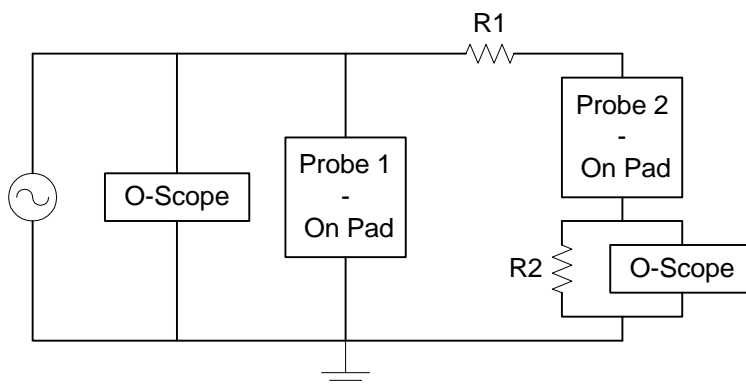 R1
Probe 2
-
On Pad
Probe 1
-
On Pad
O-Scope
R2
O-Scope